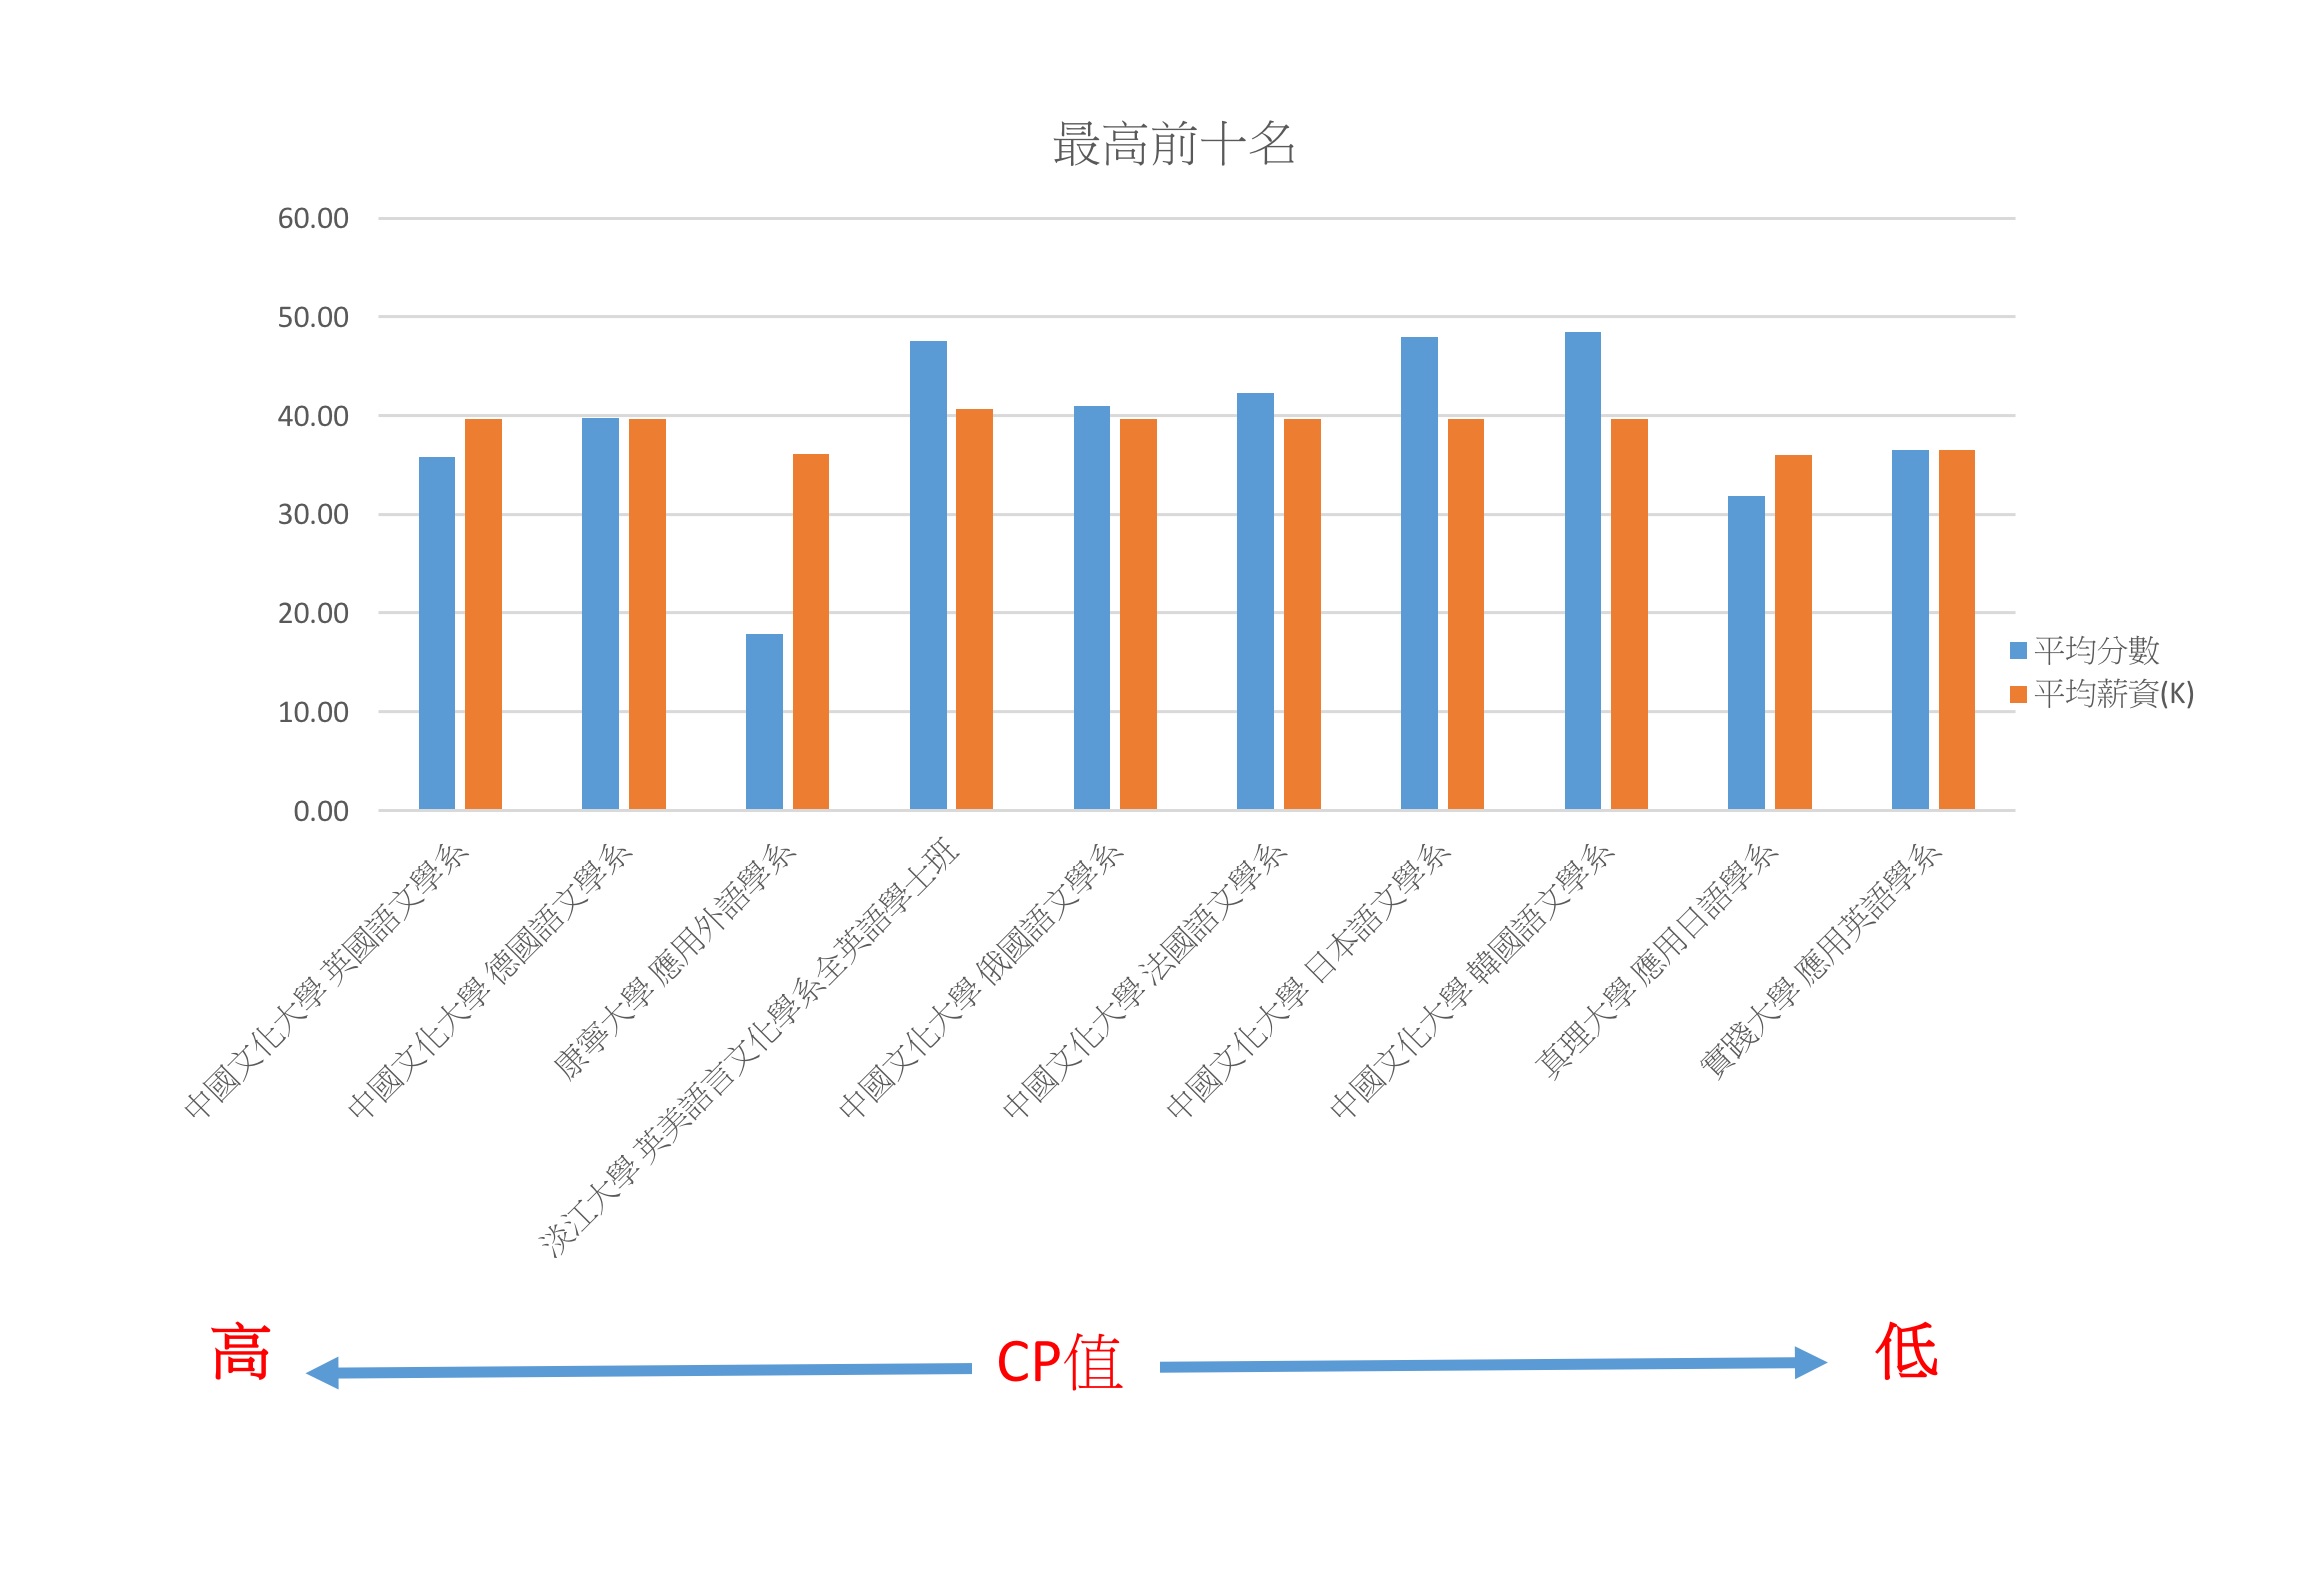 最高前十名
60.00
50.00
40.00
30.00
20.00
10.00
0.00
平均分數
平均薪資(K)
中國文化大學 英國語文學系
中國文化大學 德國語文學系
康寧大學 應用外語學系
淡江大學 英美語言文化學系全英語學士班
中國文化大學 俄國語文學系
中國文化大學 法國語文學系
中國文化大學 日本語文學系
中國文化大學 韓國語文學系
真理大學 應用日語學系
實踐大學 應用英語學系
高
CP值
低